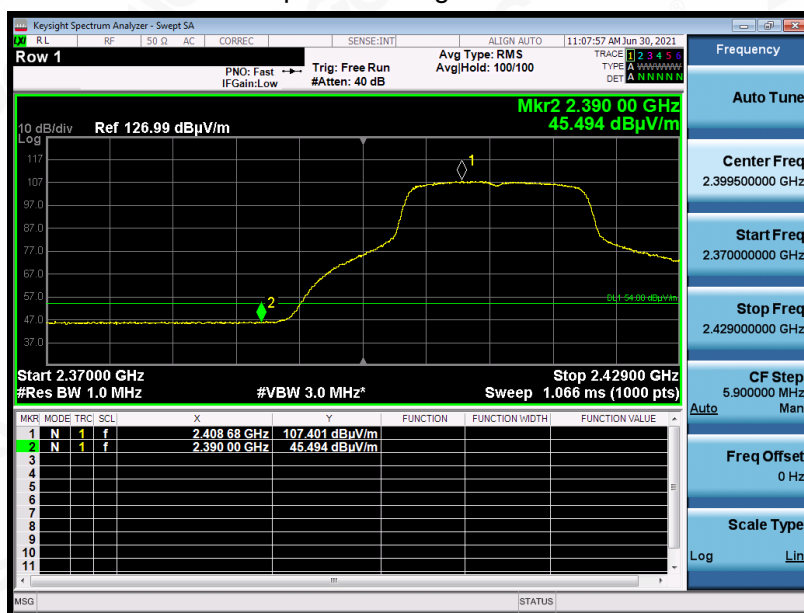 Keysight Spectrum Analyzer - Swept SA
LXI RL RF 50 Ω AC CORREC SENSE:INT ALIGN AUTO 11:07:57 AM Jun 30, 2021
Row 1
PNO: Fast
IFGain:Low
Trig: Free Run
#Atten: 40 dB
Avg Type: RMS
Avg|Hold: 100/100
TRACE 1 2 3 4 5 6
TYPE A WWWWW
DET A N N N N N
Mkr2 2.390 00 GHz
45.494 dBµV/m
10 dB/div Ref 126.99 dBµV/m
Log
117
107
97.0
87.0
77.0
67.0
57.0
47.0
37.0
1
2
DL1 54.00 dBµV/m
Start 2.37000 GHz Stop 2.42900 GHz
#Res BW 1.0 MHz #VBW 3.0 MHz* Sweep 1.066 ms (1000 pts)
MKR MODE TRC SCL X Y FUNCTION FUNCTION WIDTH FUNCTION VALUE
1 N 1 f 2.408 68 GHz 107.401 dBµV/m
2 N 1 f 2.390 00 GHz 45.494 dBµV/m
3
4
5
6
7
8
9
10
11
MSG STATUS
Frequency
Auto Tune
Center Freq
2.399500000 GHz
Start Freq
2.370000000 GHz
Stop Freq
2.429000000 GHz
CF Step
5.900000 MHz
Auto Man
Freq Offset
0 Hz
Scale Type
Log Lin